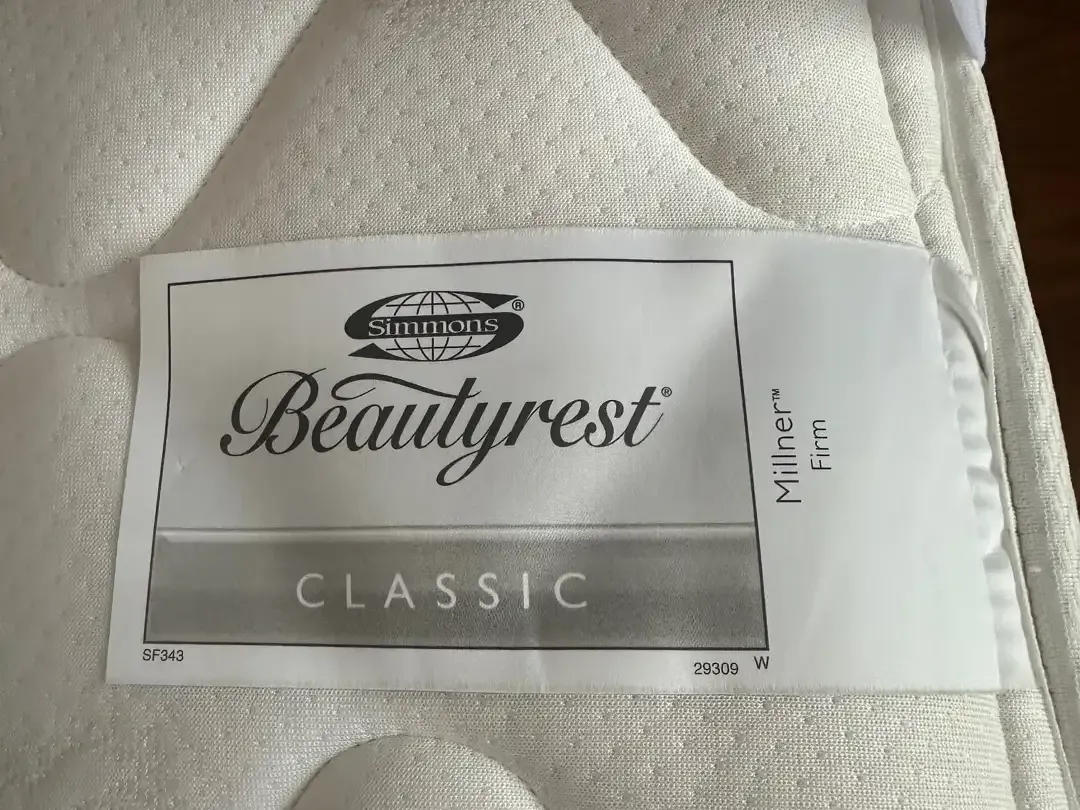 Simmons®
Beautyrest®
CLASSIC
SF343
29309 W
Millner™
Firm